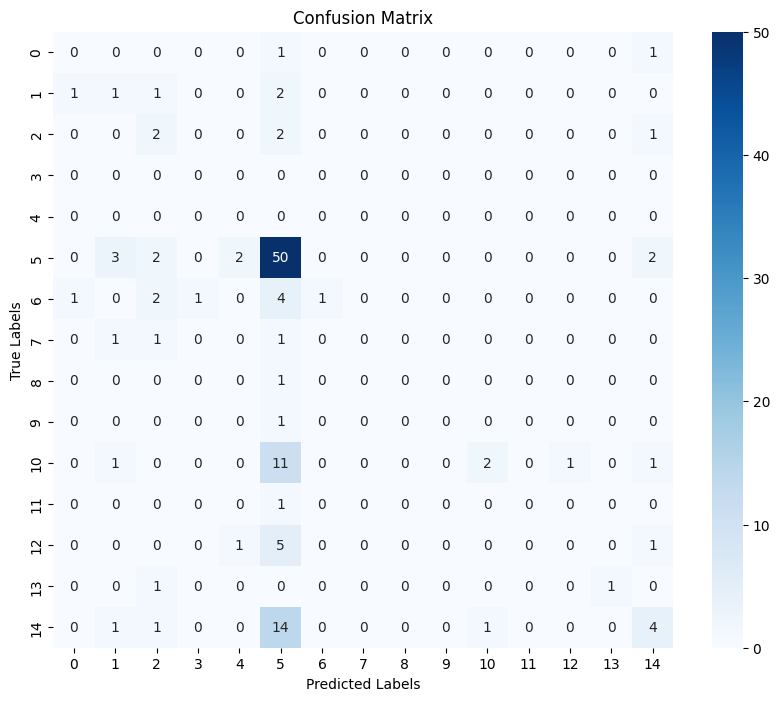 Confusion Matrix
True Labels
0 0 0 0 0 0 1 0 0 0 0 0 0 0 0 1
1 1 1 1 0 0 2 0 0 0 0 0 0 0 0 0
2 0 0 2 0 0 2 0 0 0 0 0 0 0 0 1
3 0 0 0 0 0 0 0 0 0 0 0 0 0 0 0
4 0 0 0 0 0 0 0 0 0 0 0 0 0 0 0
5 0 3 2 0 2 50 0 0 0 0 0 0 0 0 2
6 1 0 2 1 0 4 1 0 0 0 0 0 0 0 0
7 0 1 1 0 0 1 0 0 0 0 0 0 0 0 0
8 0 0 0 0 0 1 0 0 0 0 0 0 0 0 0
9 0 0 0 0 0 1 0 0 0 0 0 0 0 0 0
10 0 1 0 0 0 11 0 0 0 0 2 0 1 0 1
11 0 0 0 0 0 1 0 0 0 0 0 0 0 0 0
12 0 0 0 0 1 5 0 0 0 0 0 0 0 0 1
13 0 0 1 0 0 0 0 0 0 0 0 0 0 1 0
14 0 1 1 0 0 14 0 0 0 0 1 0 0 0 4
0 1 2 3 4 5 6 7 8 9 10 11 12 13 14
Predicted Labels
50
40
30
20
10
0